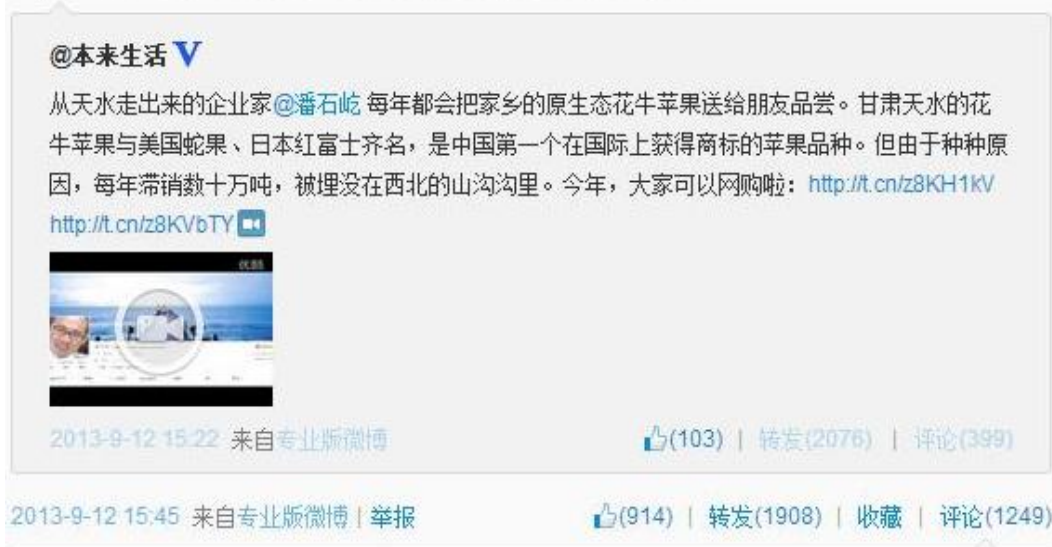 @本来生活 V
从天水走出来的企业家@潘石屹 每年都会把家乡的原生态花牛苹果送给朋友品尝。甘肃天水的花
牛苹果与美国蛇果、日本红富士齐名，是中国第一个在国际上获得商标的苹果品种。但由于种种原
因，每年滞销数十万吨，被埋没在西北的山沟沟里。今年，大家可以网购啦：http://t.cn/z8KH1kV
http://t.cn/z8KVbTY
优酷
2013-9-12 15:22 来自专业版微博 (103) | 转发(2076) | 评论(399)
2013-9-12 15:45 来自专业版微博 | 举报 (914) | 转发(1908) | 收藏 | 评论(1249)